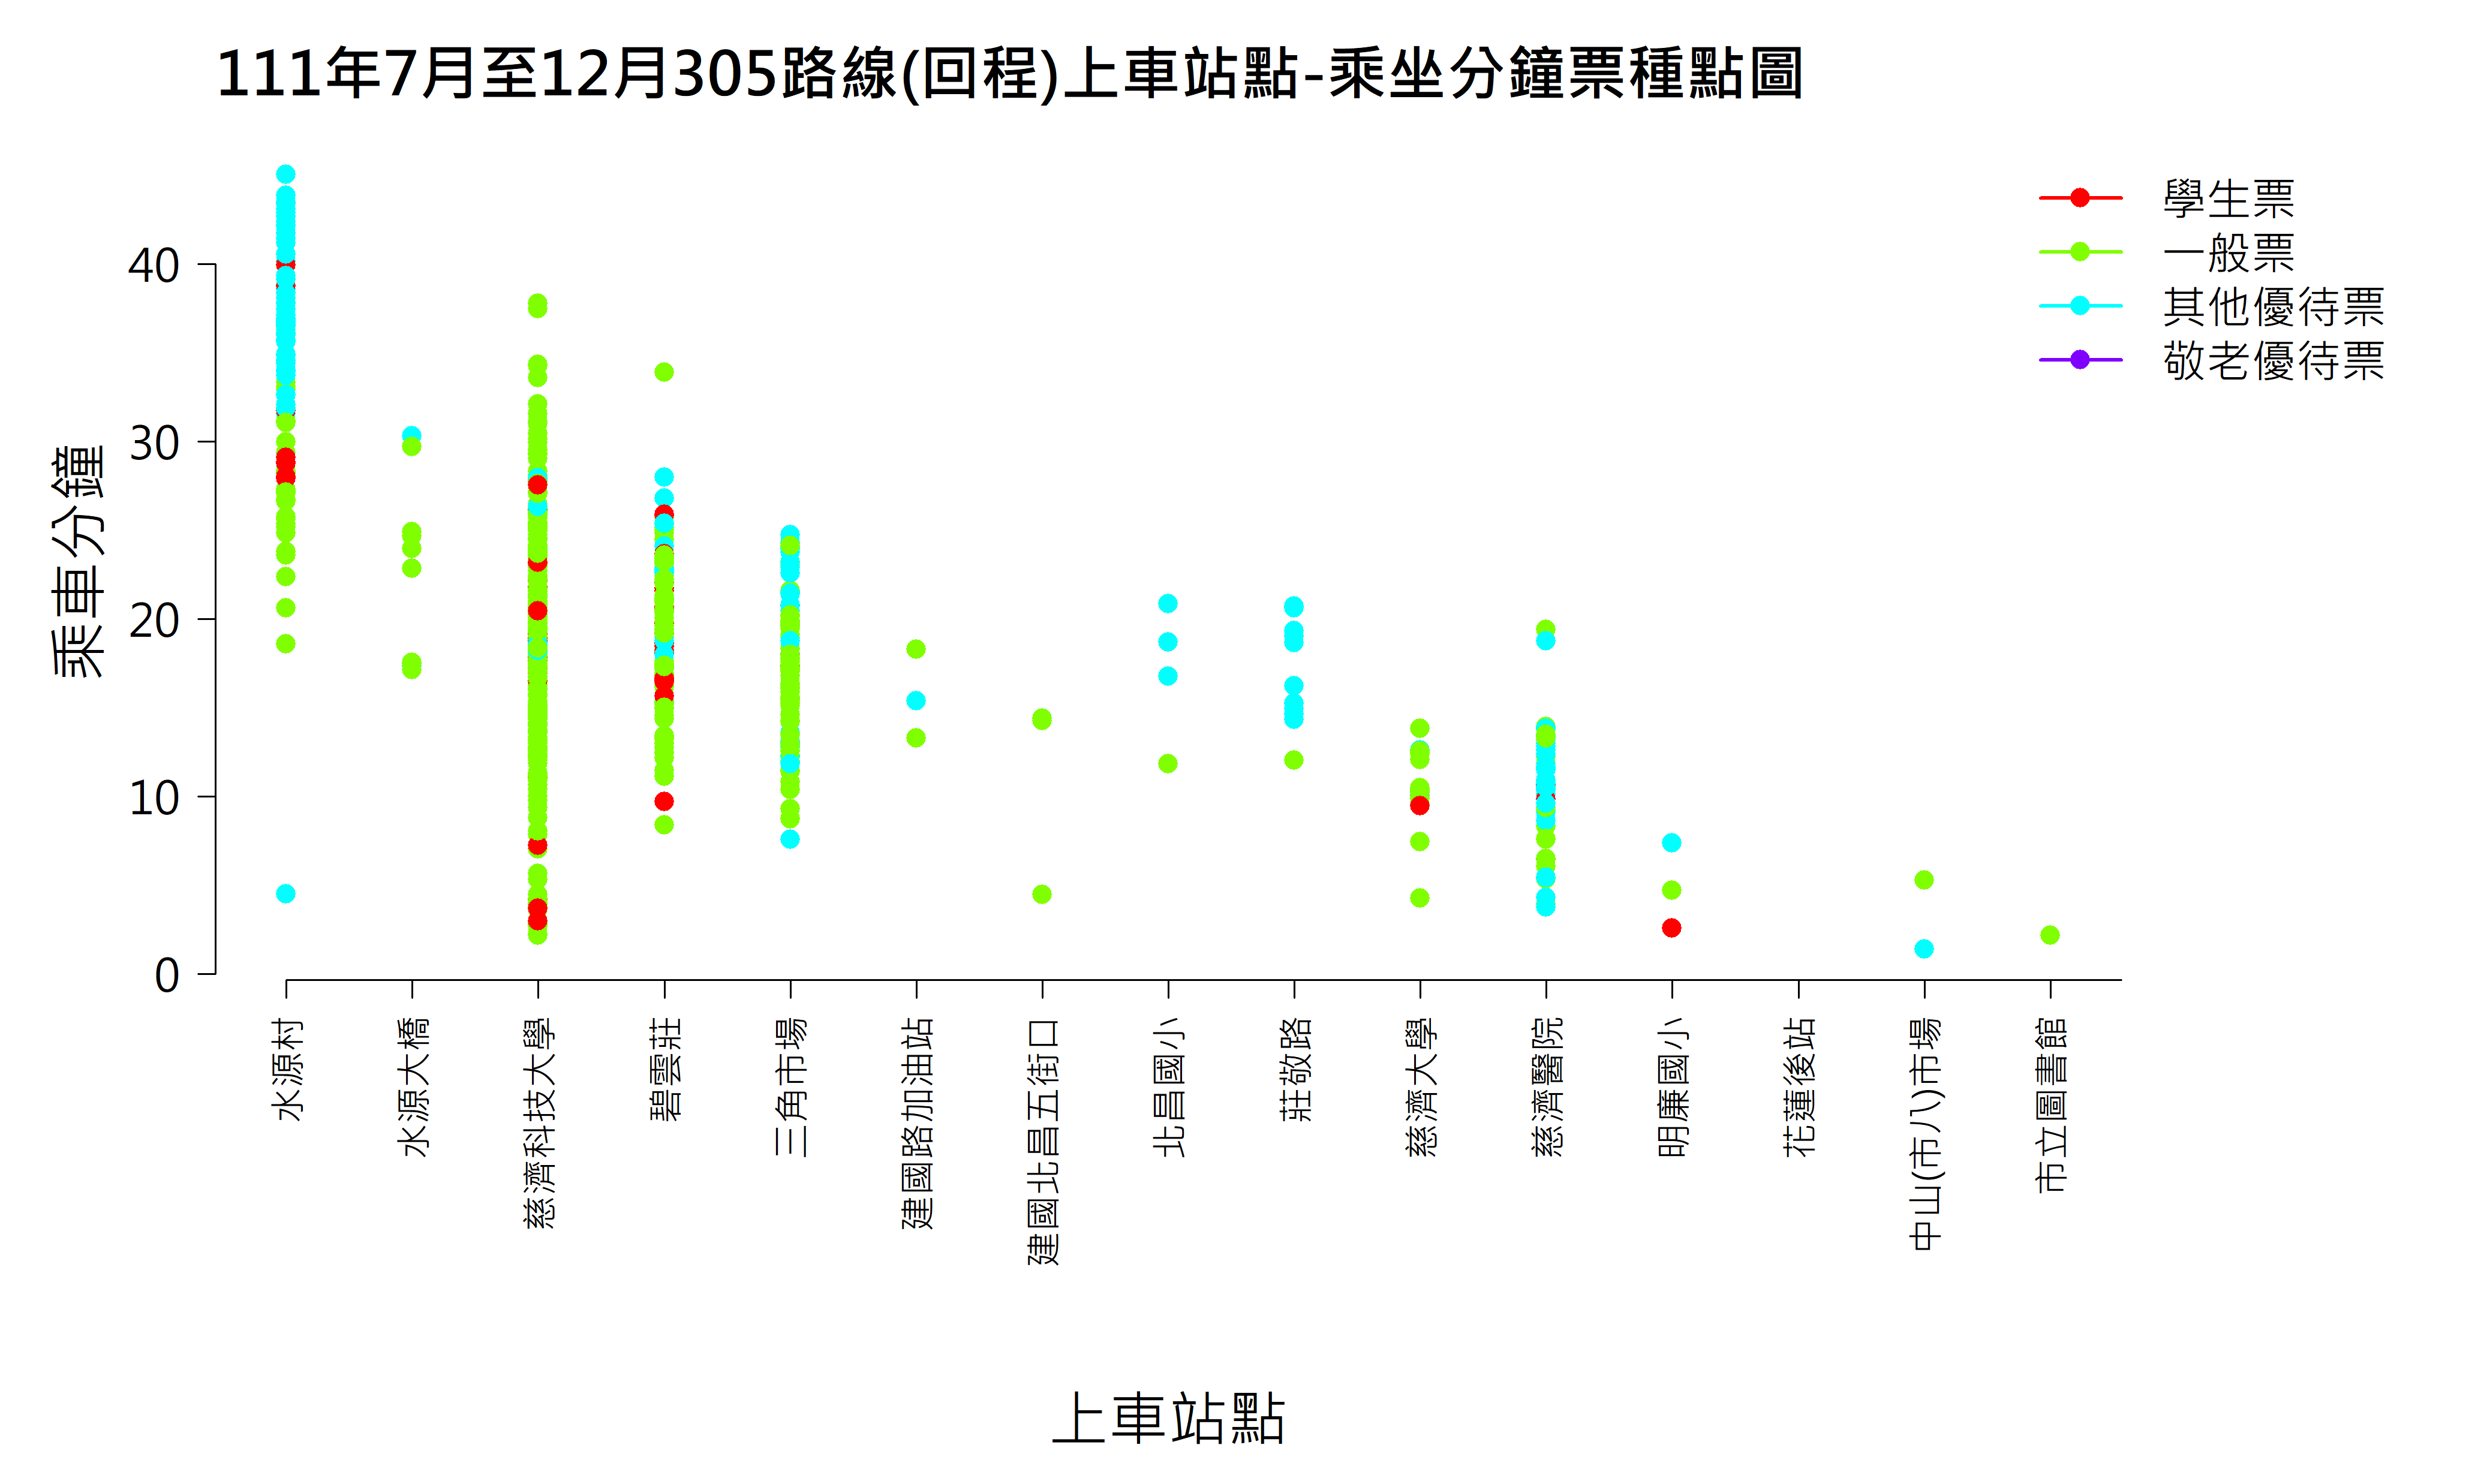 111年7月至12月305路線(回程)上車站點-乘坐分鐘票種點圖
學生票
一般票
其他優待票
敬老優待票
乘車分鐘
40
30
20
10
0
水源村
水源大橋
慈濟科技大學
碧雲莊
三角市場
建國路加油站
建國北昌五街口
北昌國小
莊敬路
慈濟大學
慈濟醫院
明廉國小
花蓮後站
中山(市八)市場
市立圖書館
上車站點